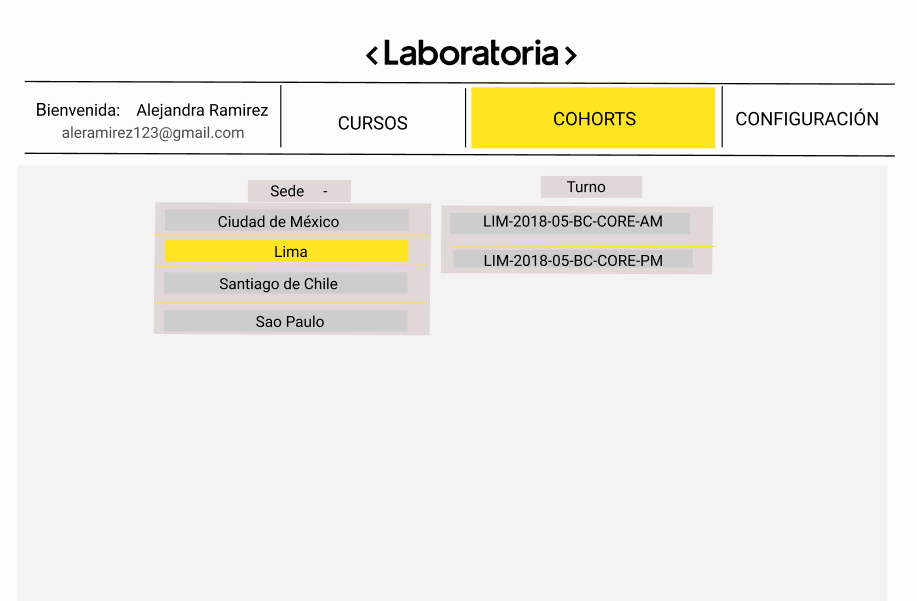 <Laboratoria>
Bienvenida: Alejandra Ramirez
aleramirez123@gmail.com
CURSOS
COHORTS
CONFIGURACIÓN
Sede -
Ciudad de México
Lima
Santiago de Chile
Sao Paulo
Turno
LIM-2018-05-BC-CORE-AM
LIM-2018-05-BC-CORE-PM